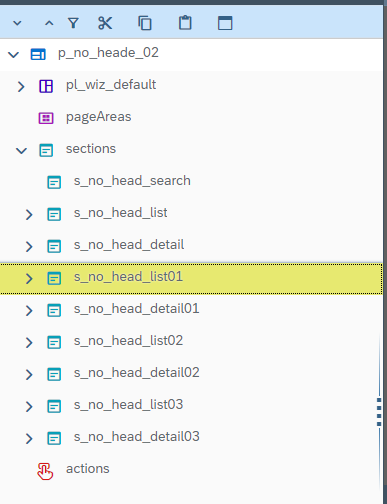 p_no_heade_02
pl_wiz_default
pageAreas
sections
s_no_head_search
s_no_head_list
s_no_head_detail
s_no_head_list01
s_no_head_detail01
s_no_head_list02
s_no_head_detail02
s_no_head_list03
s_no_head_detail03
actions